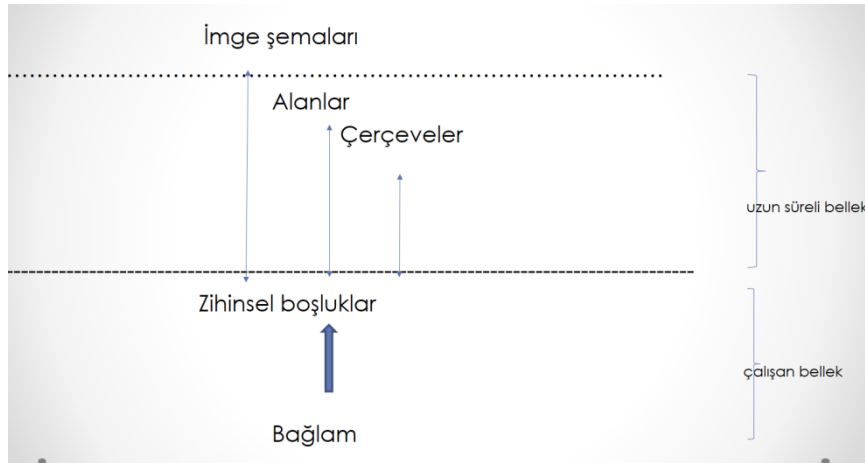 İmge şemaları
Alanlar
Çerçeveler
uzun süreli bellek
Zihinsel boşluklar
çalışan bellek
Bağlam